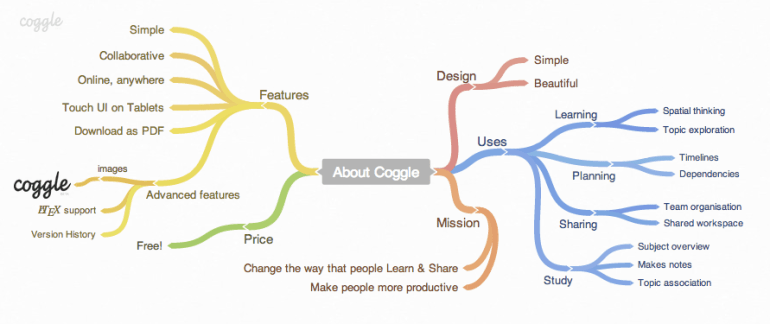 coggle
About Coggle
Features
Simple
Collaborative
Online, anywhere
Touch UI on Tablets
Download as PDF
Advanced features
images
coggle
LATEX support
Version History
Price
Free!
Design
Simple
Beautiful
Uses
Learning
Spatial thinking
Topic exploration
Planning
Timelines
Dependencies
Sharing
Team organisation
Shared workspace
Study
Subject overview
Makes notes
Topic association
Mission
Change the way that people Learn & Share
Make people more productive